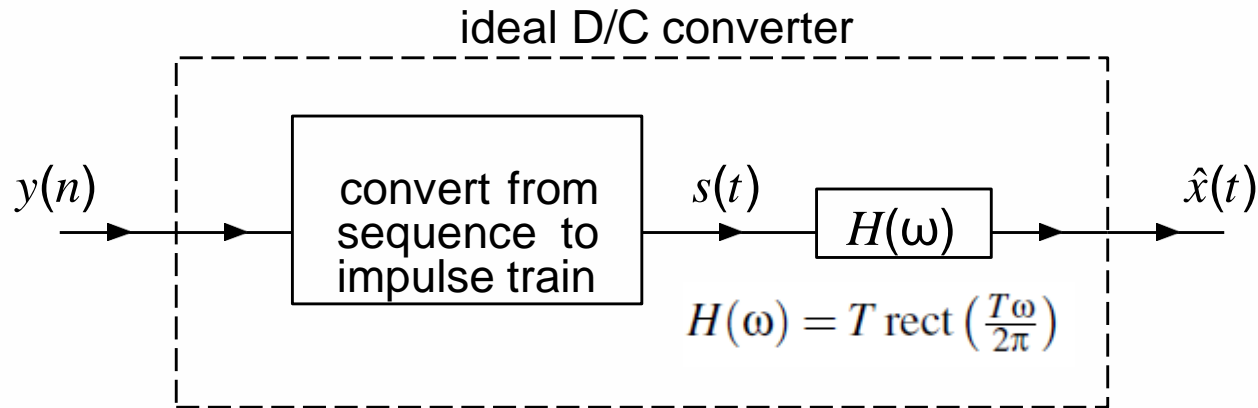 ideal D/C converter
y(n)
convert from
sequence to
impulse train
s(t)
H(ω)
x̂(t)
H(ω) = T rect (Tω/2π)